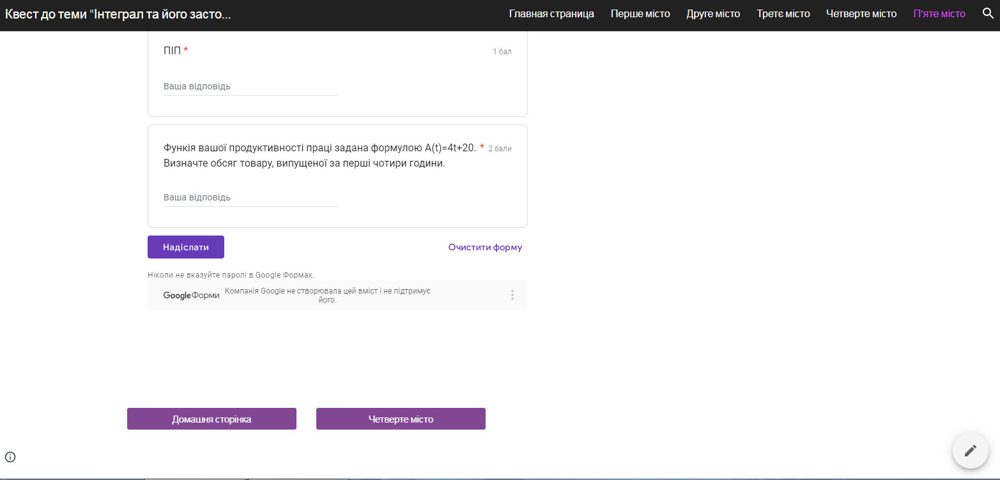 Квест до теми "Інтеграл та його засто...
Главная страница Перше місто Друге місто Третє місто Четверте місто П'яте місто
ПІП * 1 бал
Ваша відповідь
Функія вашої продуктивності праці задана формулою A(t)=4t+20. * 2 бали
Визначте обсяг товару, випущеної за перші чотири години.
Ваша відповідь
Надіслати Очистити форму
Ніколи не вказуйте паролі в Google Формах.
Google Форми
Компанія Google не створювала цей вміст і не підтримує
його.
Домашня сторінка Четверте місто